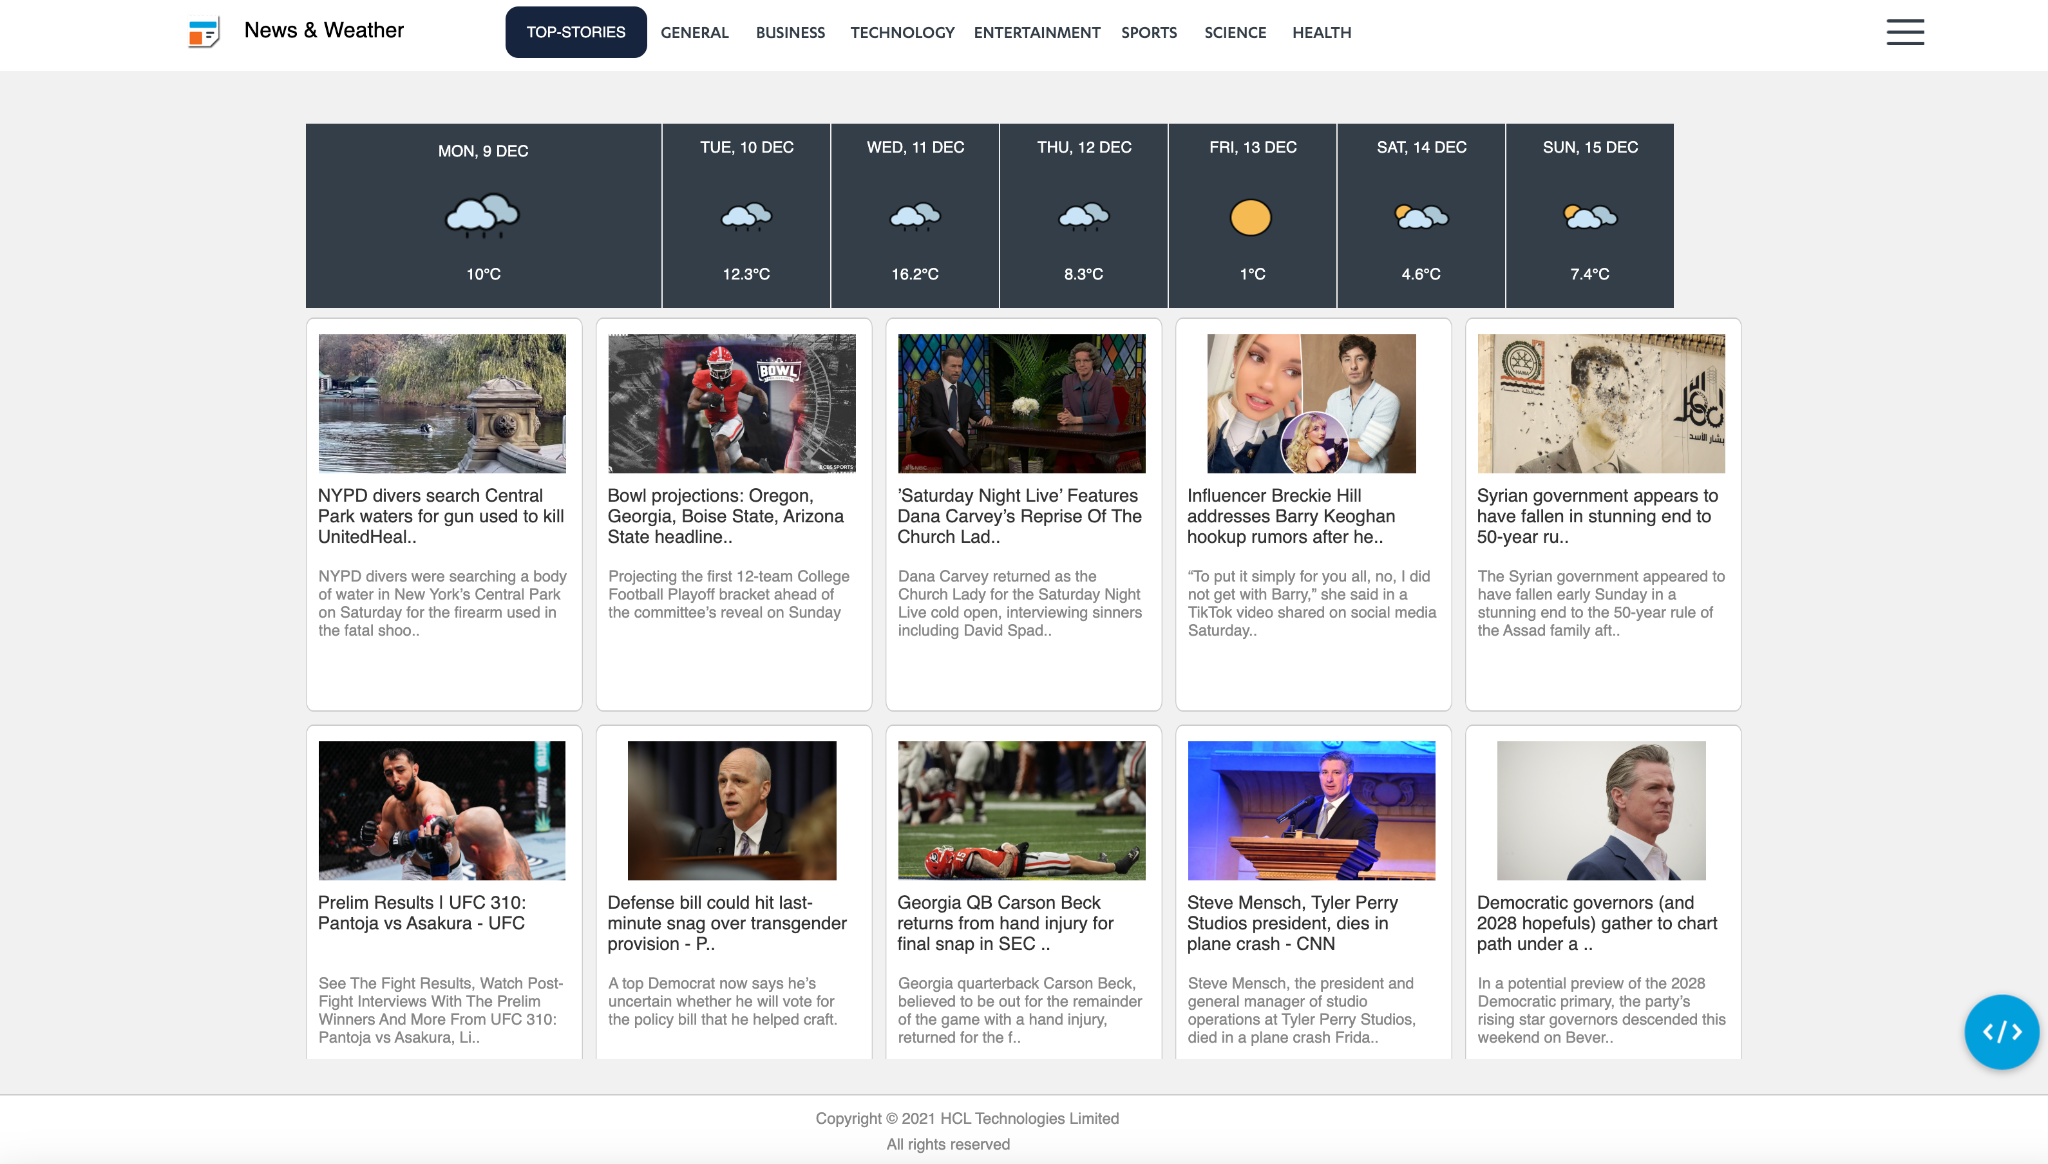 News & Weather
TOP-STORIES
GENERAL
BUSINESS
TECHNOLOGY
ENTERTAINMENT
SPORTS
SCIENCE
HEALTH
MON, 9 DEC
10°C
TUE, 10 DEC
12.3°C
WED, 11 DEC
16.2°C
THU, 12 DEC
8.3°C
FRI, 13 DEC
1°C
SAT, 14 DEC
4.6°C
SUN, 15 DEC
7.4°C
NYPD divers search Central
Park waters for gun used to kill
UnitedHeal..
NYPD divers were searching a body
of water in New York’s Central Park
on Saturday for the firearm used in
the fatal shoo..
BOWL
CBS SPORTS
Bowl projections: Oregon,
Georgia, Boise State, Arizona
State headline..
Projecting the first 12-team College
Football Playoff bracket ahead of
the committee’s reveal on Sunday
’Saturday Night Live’ Features
Dana Carvey’s Reprise Of The
Church Lad..
Dana Carvey returned as the
Church Lady for the Saturday Night
Live cold open, interviewing sinners
including David Spad..
Influencer Breckie Hill
addresses Barry Keoghan
hookup rumors after he..
“To put it simply for you all, no, I did
not get with Barry,” she said in a
TikTok video shared on social media
Saturday..
بشار الأسد
Syrian government appears to
have fallen in stunning end to
50-year ru..
The Syrian government appeared to
have fallen early Sunday in a
stunning end to the 50-year rule of
the Assad family aft..
Prelim Results | UFC 310:
Pantoja vs Asakura - UFC
See The Fight Results, Watch Post-
Fight Interviews With The Prelim
Winners And More From UFC 310:
Pantoja vs Asakura, Li..
Defense bill could hit last-
minute snag over transgender
provision - P..
A top Democrat now says he’s
uncertain whether he will vote for
the policy bill that he helped craft.
Georgia QB Carson Beck
returns from hand injury for
final snap in SEC ..
Georgia quarterback Carson Beck,
believed to be out for the remainder
of the game with a hand injury,
returned for the f..
Steve Mensch, Tyler Perry
Studios president, dies in
plane crash - CNN
Steve Mensch, the president and
general manager of studio
operations at Tyler Perry Studios,
died in a plane crash Frida..
Democratic governors (and
2028 hopefuls) gather to chart
path under a ..
In a potential preview of the 2028
Democratic primary, the party’s
rising star governors descended this
weekend on Bever..
</>
Copyright © 2021 HCL Technologies Limited
All rights reserved